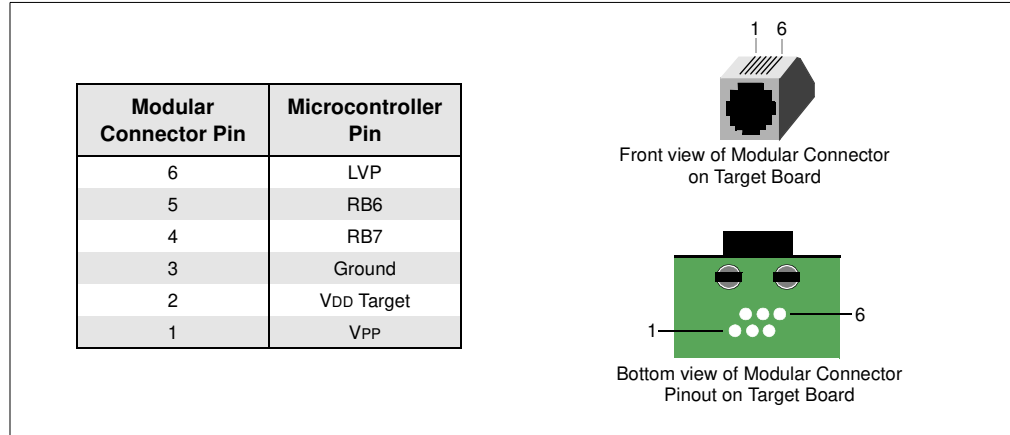 Modular Connector Pin
Microcontroller Pin
6 LVP
5 RB6
4 RB7
3 Ground
2 VDD Target
1 VPP
1 6
Front view of Modular Connector
on Target Board
6
1
Bottom view of Modular Connector
Pinout on Target Board